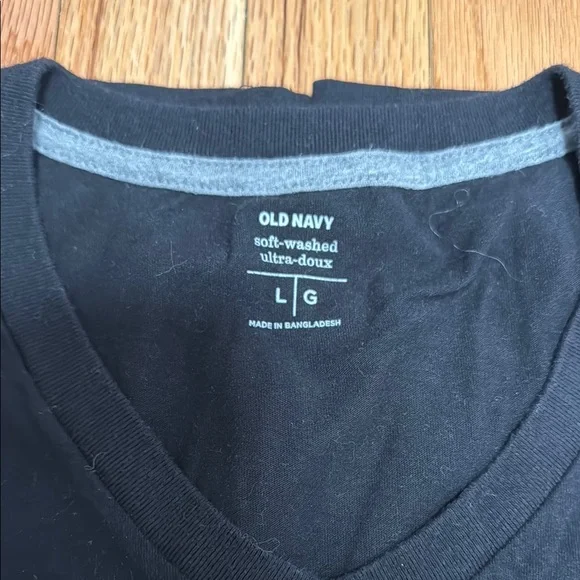 OLD NAVY
soft-washed
ultra-doux
L G
MADE IN BANGLADESH